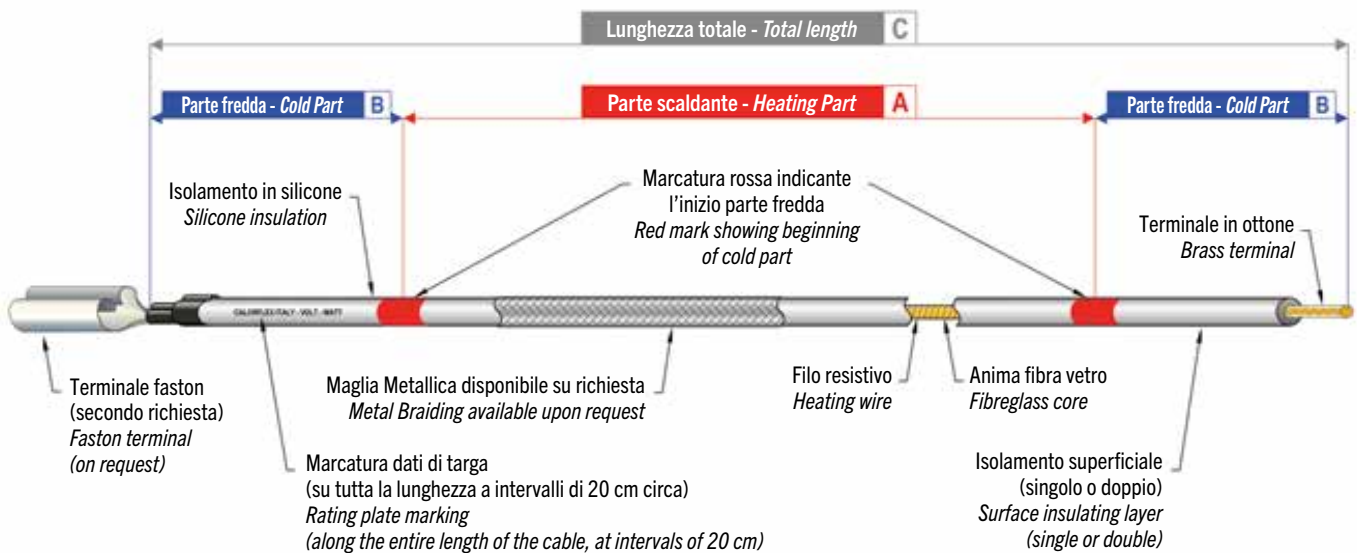 Lunghezza totale - Total length C
Parte fredda - Cold Part B
Parte scaldante - Heating Part A
Parte fredda - Cold Part B
Isolamento in silicone
Silicone insulation
Marcatura rossa indicante
l'inizio parte fredda
Red mark showing beginning
of cold part
Terminale in ottone
Brass terminal
CALORFLEX ITALY - VOLT - WATT
Terminale faston
(secondo richiesta)
Faston terminal
(on request)
Maglia Metallica disponibile su richiesta
Metal Braiding available upon request
Filo resistivo
Heating wire
Anima fibra vetro
Fibreglass core
Marcatura dati di targa
(su tutta la lunghezza a intervalli di 20 cm circa)
Rating plate marking
(along the entire length of the cable, at intervals of 20 cm)
Isolamento superficiale
(singolo o doppio)
Surface insulating layer
(single or double)